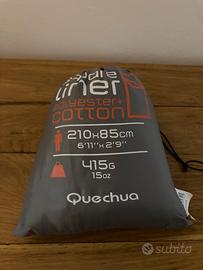 liner
polyester+
cotton
210x85cm
6'11"x2'9"
415G
15oz
Quechua
subito